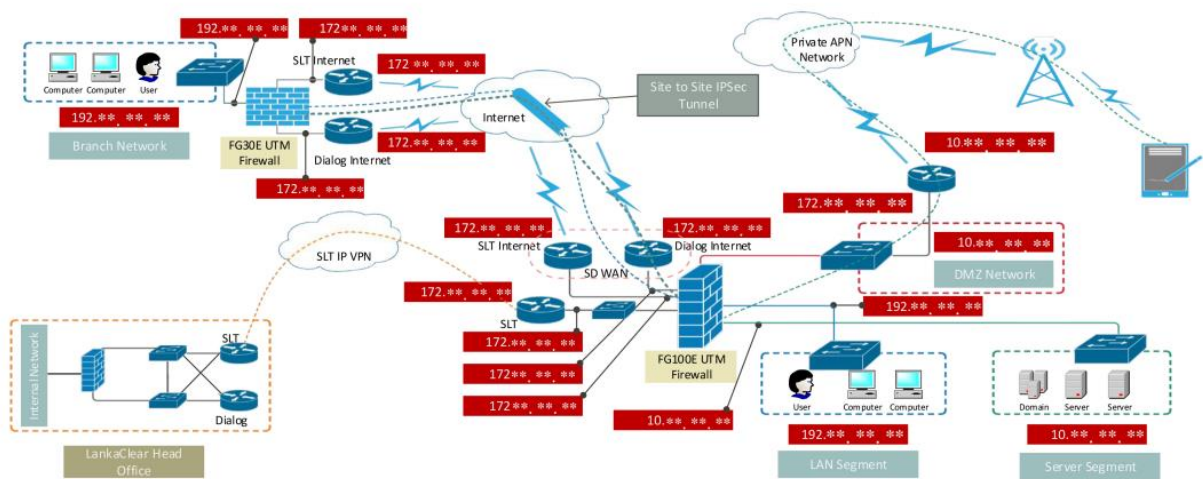 192.**.**.**
172**.**.**
SLT Internet
172 **.**.**
Computer
Computer
User
192.**.**.**
Branch Network
FG30E UTM
Firewall
172.**.**.**
Dialog Internet
172.**.**.**
Internet
Site to Site IPSec
Tunnel
Private APN
Network
10.**.**.**
172.**.**.**
172.**.**.**
SLT Internet
172.**.**.**
Dialog Internet
SD WAN
10.**.**.**
DMZ Network
SLT IP VPN
172.**.**.**
SLT
172.**.**.**
172**.**.**
172**.**.**
FG100E UTM
Firewall
10.**.**.**
192.**.**.**
User
Computer
Computer
192.**.**.**
LAN Segment
Domain
Server
Server
10.**.**.**
Server Segment
Internal Network
SLT
Dialog
LankaClear Head
Office